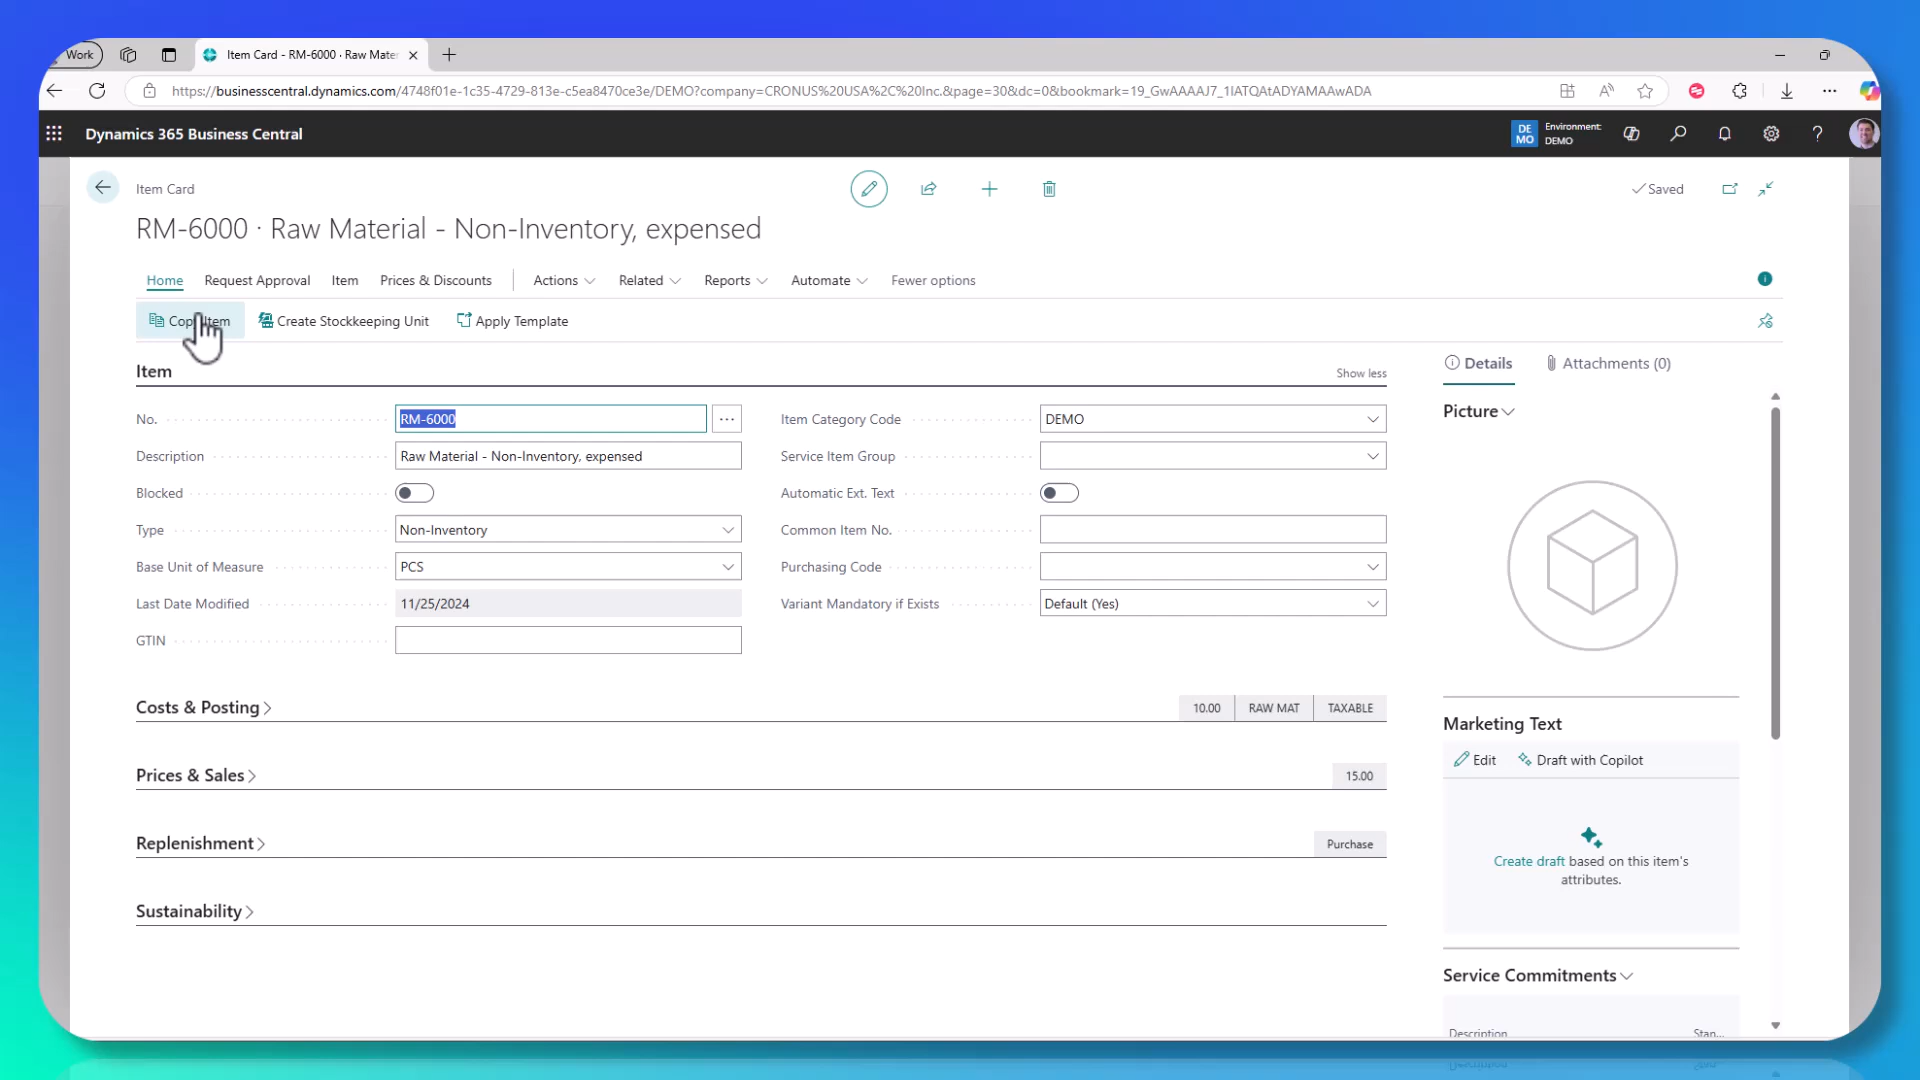 Work
Item Card - RM-6000 · Raw Mate
https://businesscentral.dynamics.com/4748f01e-1c35-4729-813e-c5ea8470ce3e/DEMO?company=CRONUS%20USA%2C%20Inc.&page=30&dc=0&bookmark=19_GwAAAAJ7_1IATQAtADYAMAAwADA
Dynamics 365 Business Central
DE
MO
Environment:
DEMO
?
Item Card
Saved
RM-6000 · Raw Material - Non-Inventory, expensed
Home Request Approval Item Prices & Discounts Actions Related Reports Automate Fewer options
Copy Item Create Stockkeeping Unit Apply Template
Item Show less
No. RM-6000
Description Raw Material - Non-Inventory, expensed
Blocked
Type Non-Inventory
Base Unit of Measure PCS
Last Date Modified 11/25/2024
GTIN
Item Category Code DEMO
Service Item Group
Automatic Ext. Text
Common Item No.
Purchasing Code
Variant Mandatory if Exists Default (Yes)
Costs & Posting 10.00 RAW MAT TAXABLE
Prices & Sales 15.00
Replenishment Purchase
Sustainability
Details Attachments (0)
Picture
Marketing Text
Edit Draft with Copilot
Create draft based on this item's
attributes.
Service Commitments
Description Stan...